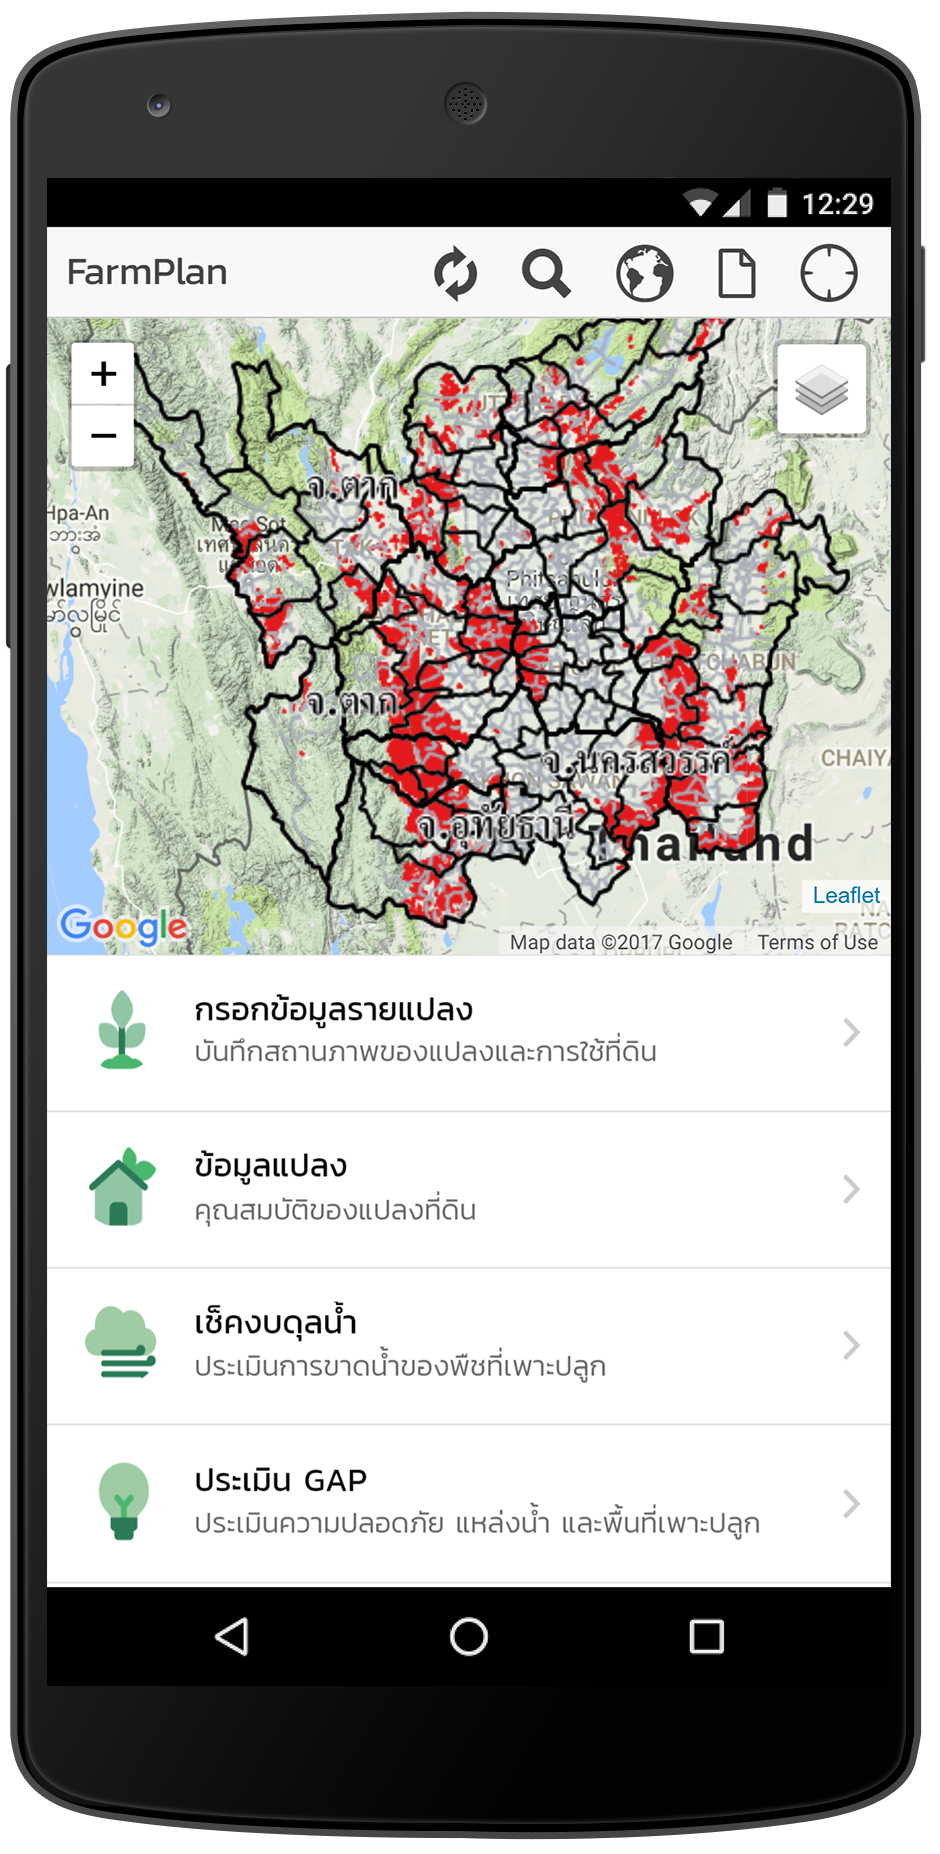 12:29
FarmPlan
+
−
จ.ตาก
Hpa-An
ဘားအံ
Mae Sot
Phitsanulok
จ.ตาก
จ.นครสวรรค์
จ.อุทัยธานี
Thailand
Leaflet
Google
Map data ©2017 Google
Terms of Use
กรอกข้อมูลรายแปลง
บันทึกสถานภาพของแปลงและการใช้ที่ดิน
ข้อมูลแปลง
คุณสมบัติของแปลงที่ดิน
เช็คงบดุลน้ำ
ประเมินการขาดน้ำของพืชที่เพาะปลูก
ประเมิน GAP
ประเมินความปลอดภัย แหล่งน้ำ และพื้นที่เพาะปลูก